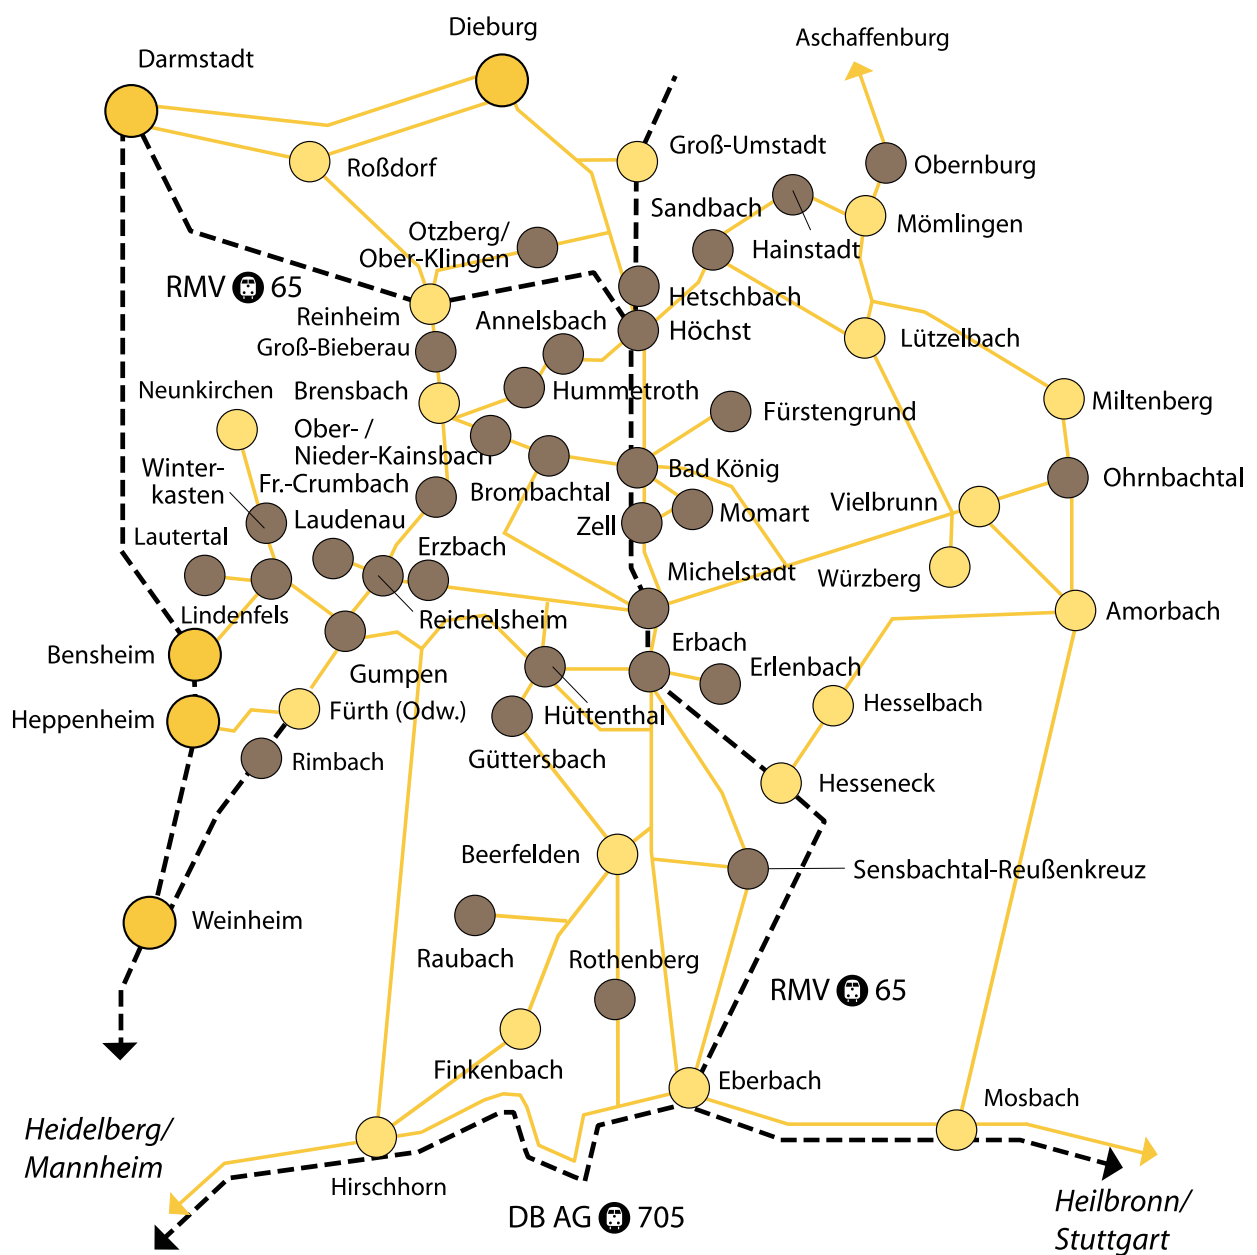 Dieburg
Aschaffenburg
Darmstadt
Groß-Umstadt
Roßdorf
Obernburg
Sandbach
Mömlingen
Otzberg/
Ober-Klingen
Hainstadt
RMV 65
Hetschbach
Reinheim
Annelsbach
Höchst
Lützelbach
Groß-Bieberau
Neunkirchen
Brensbach
Hummetroth
Fürstengrund
Miltenberg
Ober- /
Nieder-Kainsbach
Winter-
kasten
Fr.-Crumbach
Brombachtal
Bad König
Vielbrunn
Ohrnbachtal
Laudenau
Zell
Momart
Lautertal
Erzbach
Michelstadt
Würzberg
Lindenfels
Reichelsheim
Amorbach
Erbach
Bensheim
Gumpen
Erlenbach
Heppenheim
Fürth (Odw.)
Hüttenthal
Hesselbach
Rimbach
Güttersbach
Hesseneck
Beerfelden
Sensbachtal-Reußenkreuz
Weinheim
Raubach
Rothenberg
RMV 65
Finkenbach
Eberbach
Mosbach
Heidelberg/
Mannheim
Hirschhorn
DB AG 705
Heilbronn/
Stuttgart